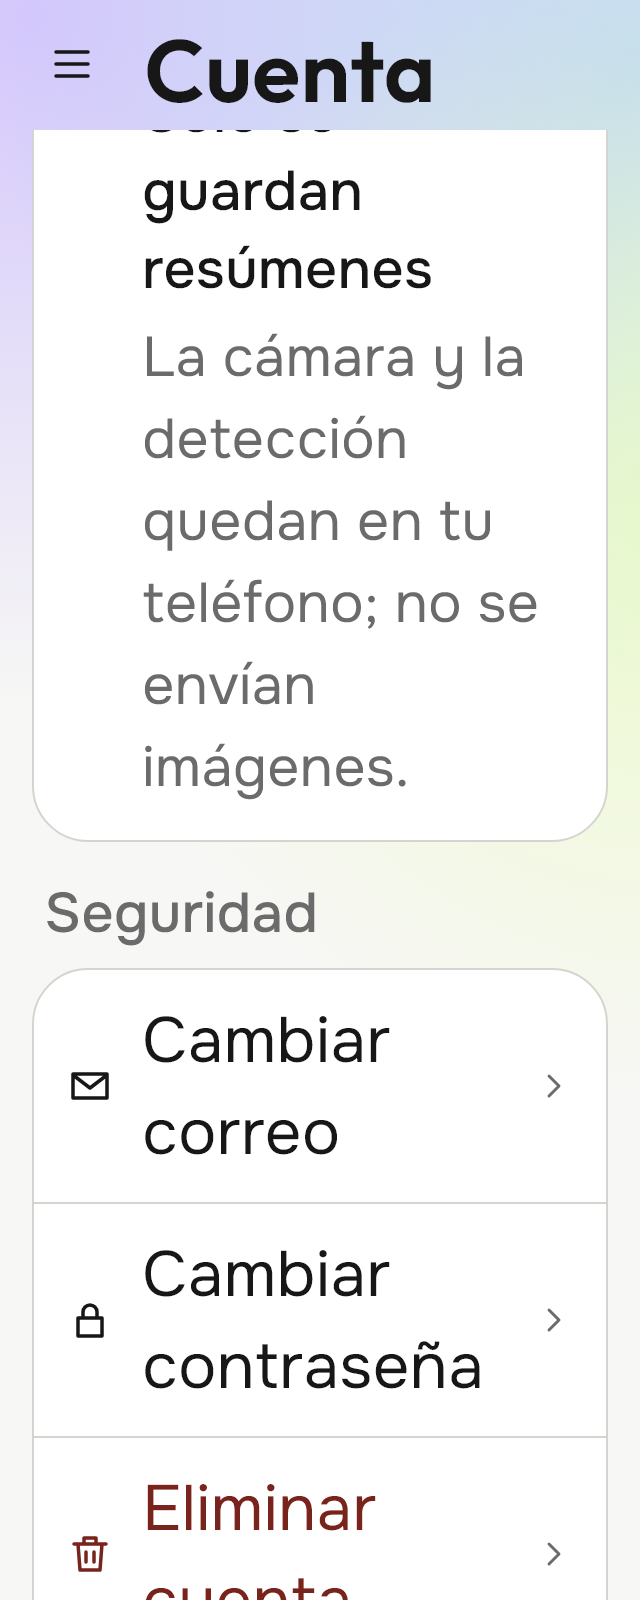 Cuenta
guardan
resúmenes
La cámara y la
detección
quedan en tu
teléfono; no se
envían
imágenes.
Seguridad
Cambiar
correo
Cambiar
contraseña
Eliminar
cuenta